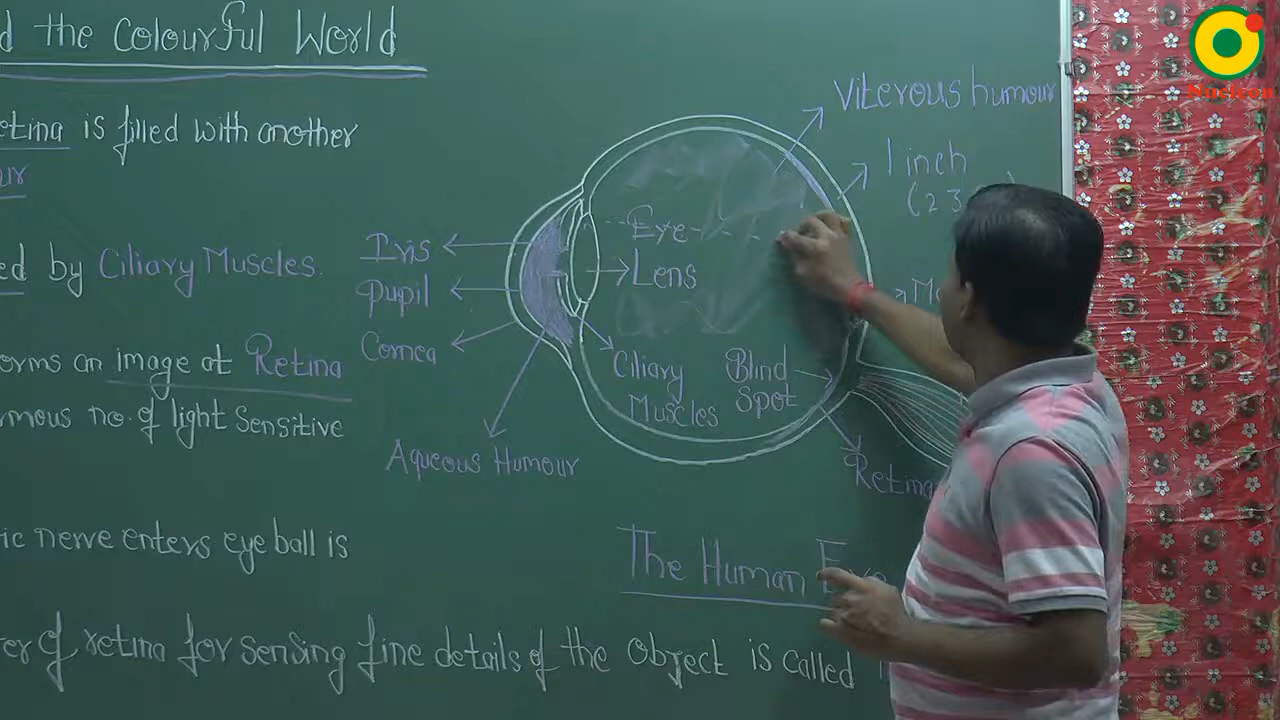 d the Colourful World
etina is filled with another
ur
ed by Ciliary Muscles.
orms an image at Retina
mous no. of light Sensitive
ic nerve enters eye ball is
er of retina for sensing fine details of the object is called
Viterous humour
1 inch
(23
Iris
Pupil
Cornea
Aqueous Humour
Eye
Lens
Ciliary
Muscles
Blind
Spot
Retina
The Human
Nucleon